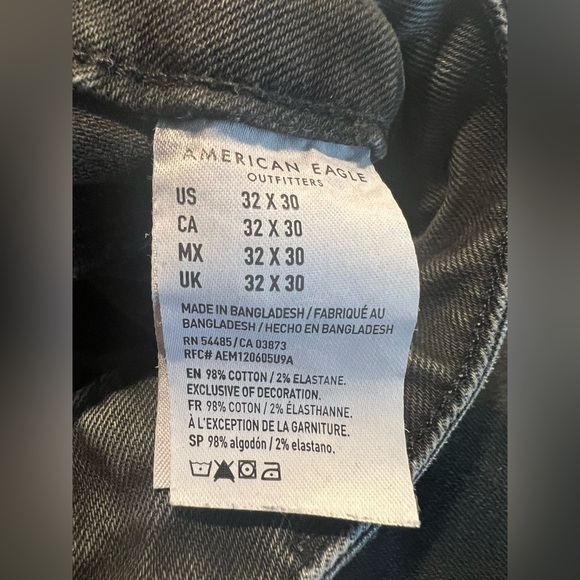 AMERICAN EAGLE
OUTFITTERS
US 32 X 30
CA 32 X 30
MX 32 X 30
UK 32 X 30
MADE IN BANGLADESH / FABRIQUÉ AU
BANGLADESH / HECHO EN BANGLADESH
RN 54485/CA 03873
RFC# AEM120605U9A
EN 98% COTTON / 2% ELASTANE.
EXCLUSIVE OF DECORATION.
FR 98% COTON / 2% ÉLASTHANNE.
À L'EXCEPTION DE LA GARNITURE.
SP 98% algodón / 2% elastano.